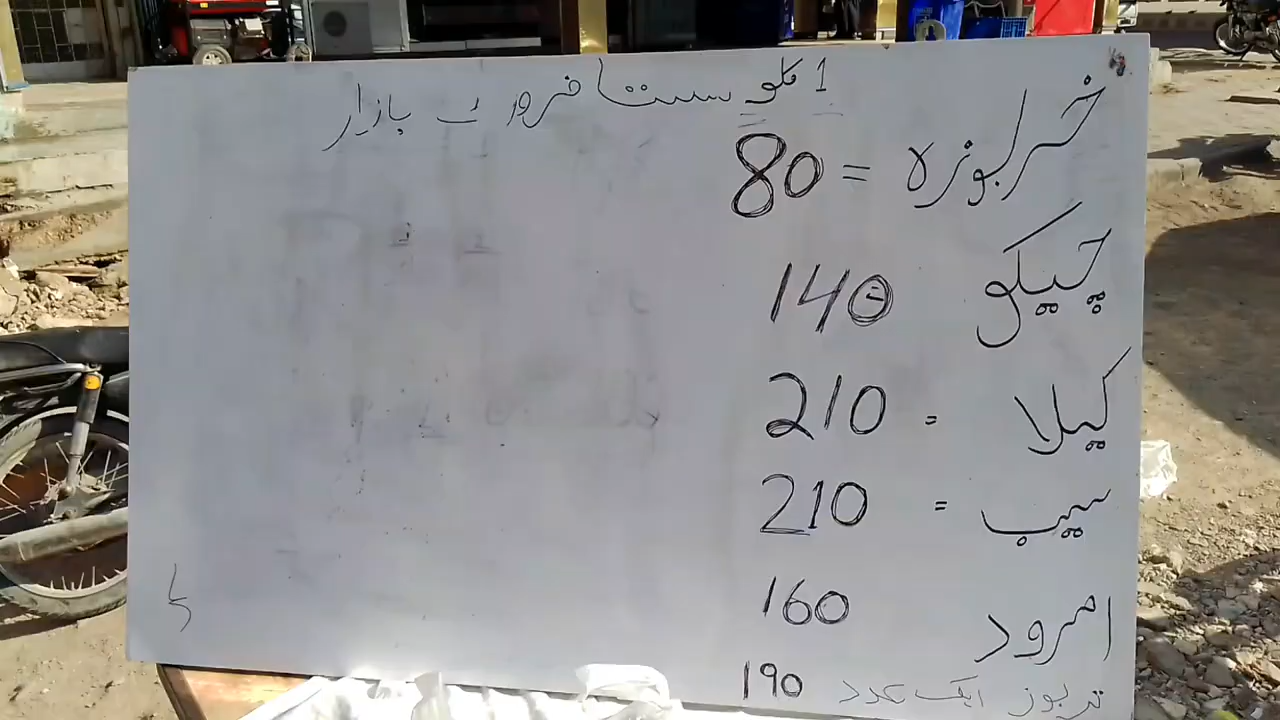 1 کلو سستا فروٹ بازار
خربوزہ = 80
چیکو 140
کیلا = 210
سیب = 210
امرود 160
تربوز ایک عدد 190